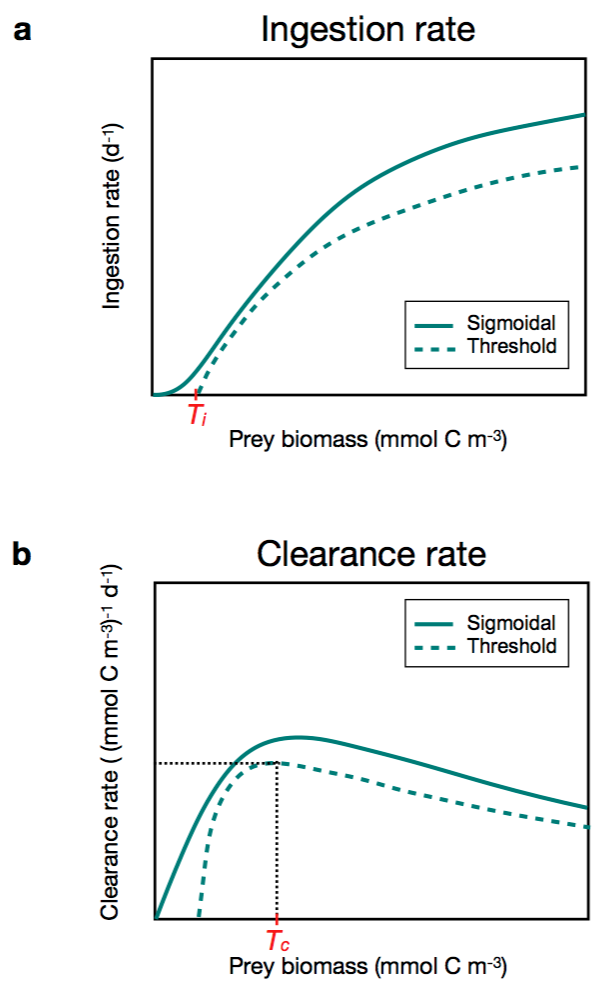 a
Ingestion rate
Ingestion rate (d-1)
Sigmoidal
Threshold
Ti
Prey biomass (mmol C m-3)
b
Clearance rate
Clearance rate ( (mmol C m-3)-1 d-1)
Sigmoidal
Threshold
Tc
Prey biomass (mmol C m-3)